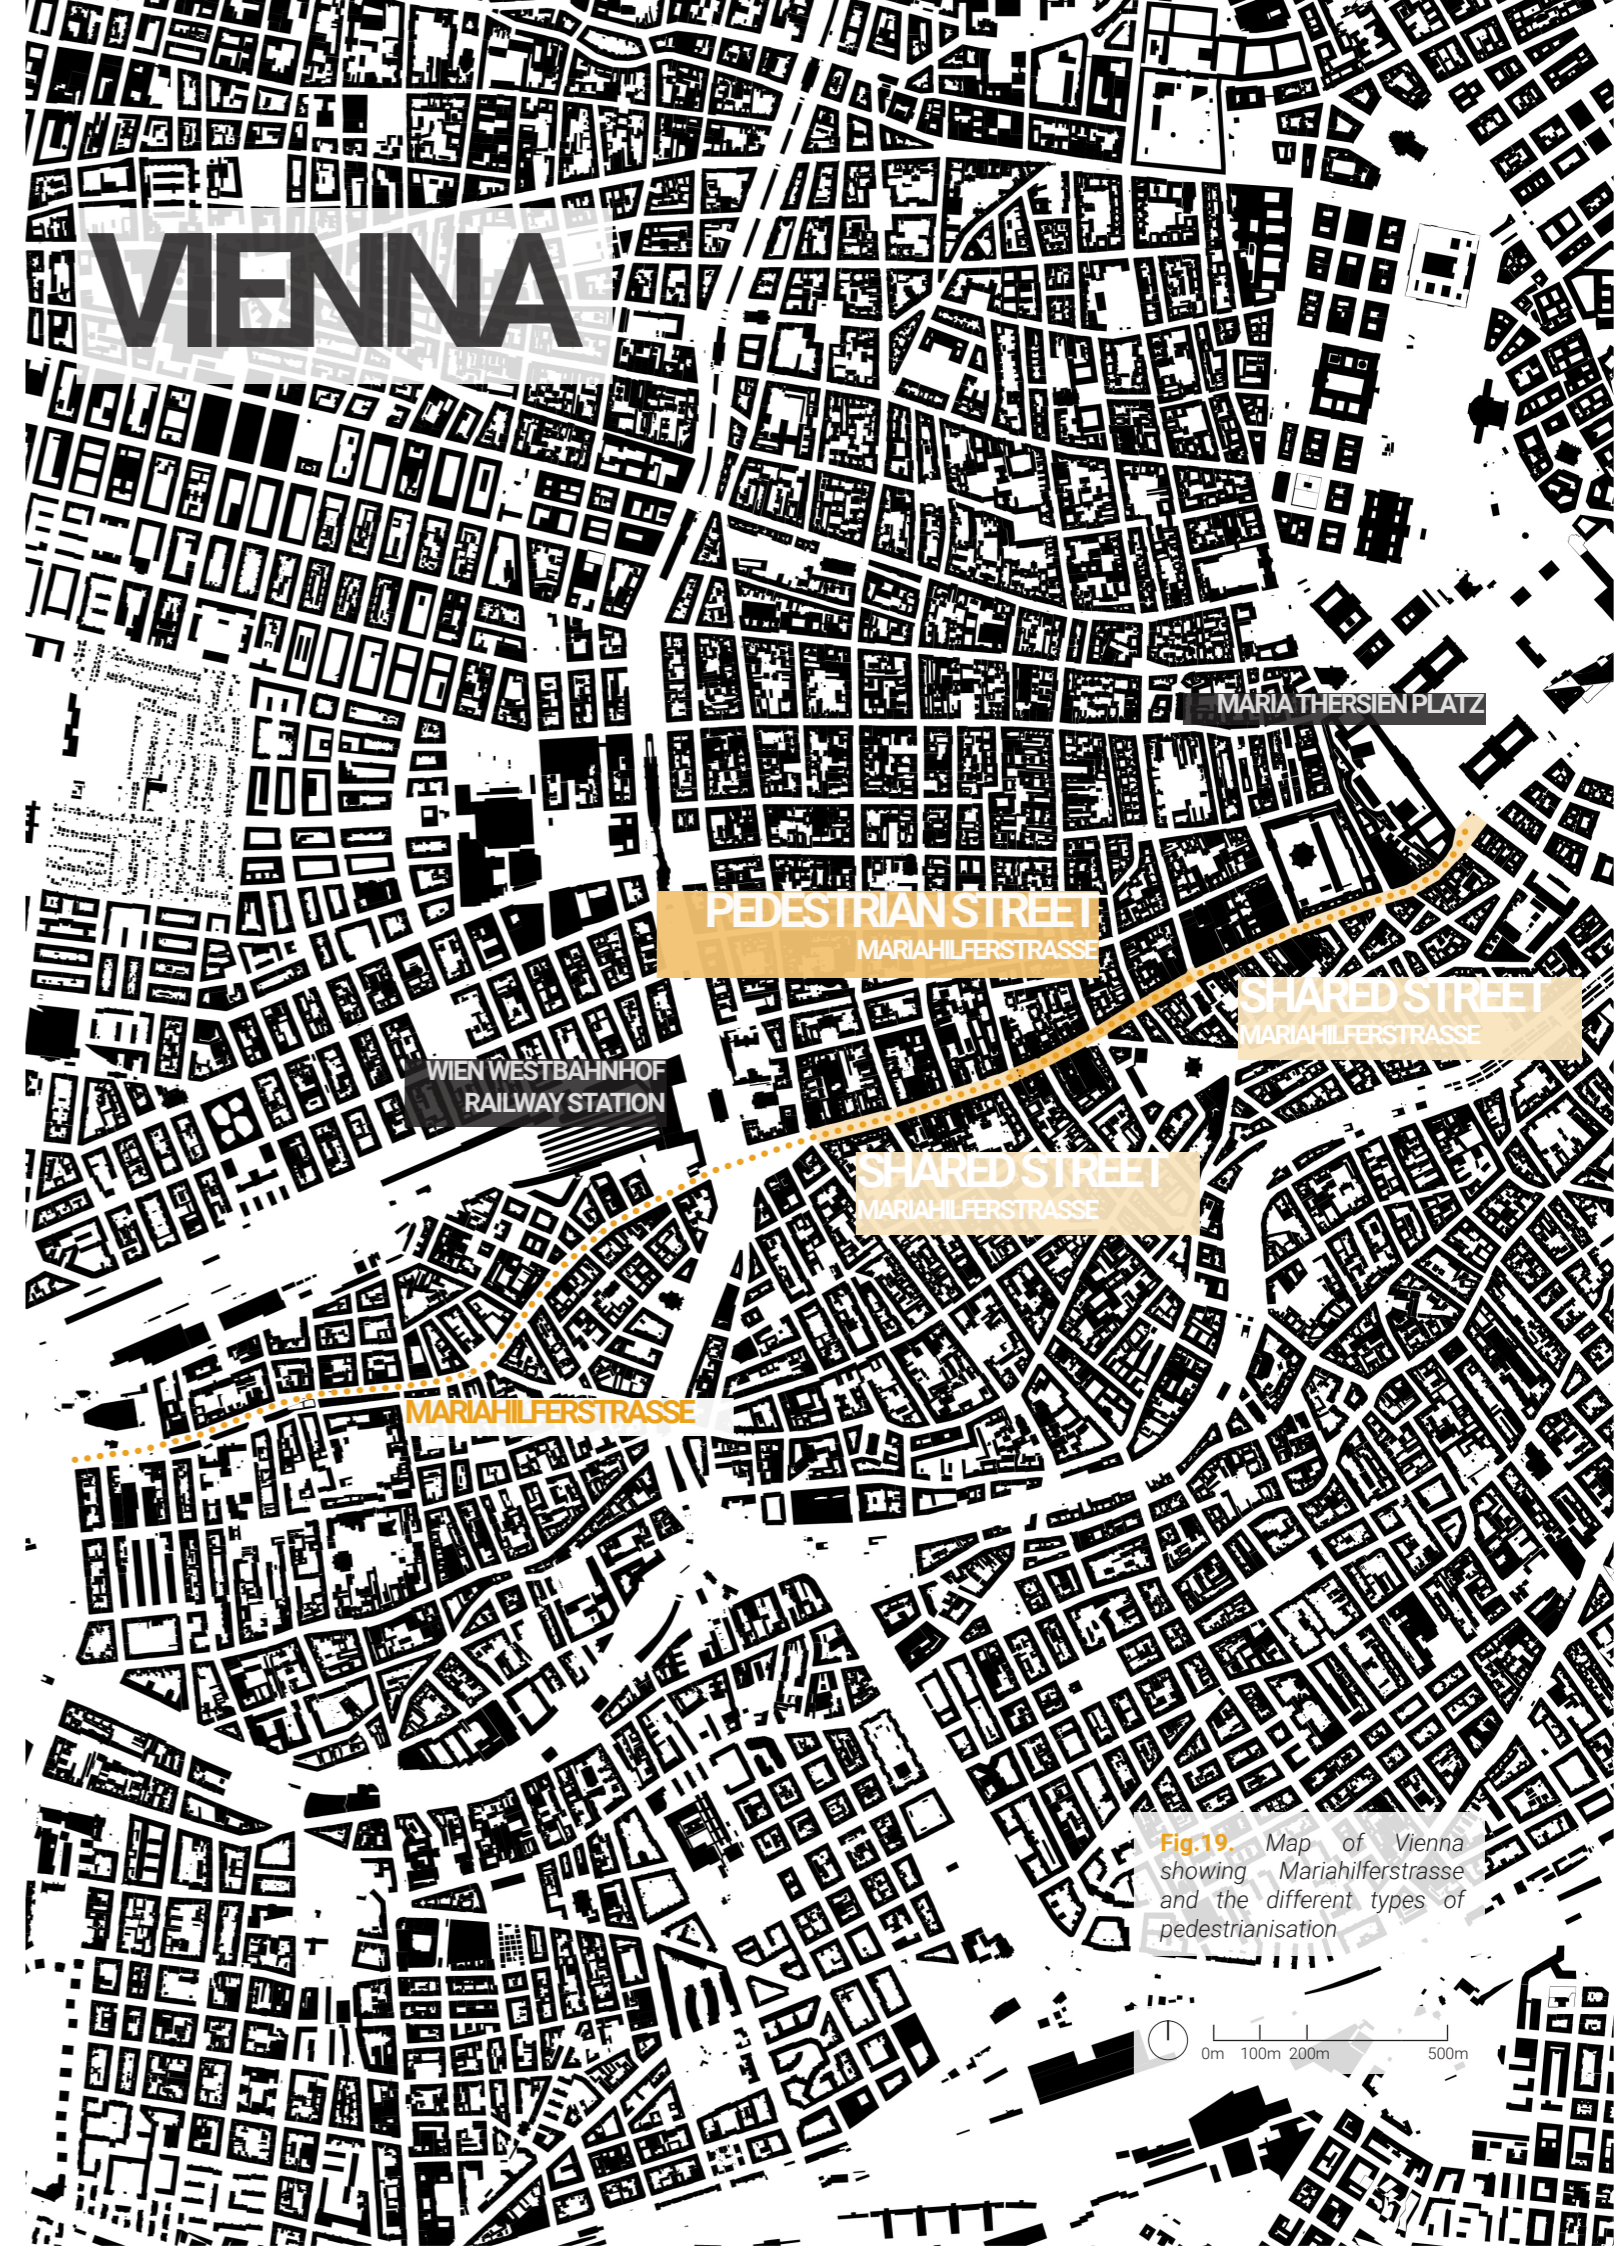 VIENNA
MARIA THERSIEN PLATZ
PEDESTRIAN STREET
MARIAHILFERSTRASSE
SHARED STREET
MARIAHILFERSTRASSE
WIEN WESTBAHNHOF
RAILWAY STATION
SHARED STREET
MARIAHILFERSTRASSE
MARIAHILFERSTRASSE
Fig.19. Map of Vienna
showing Mariahilferstrasse
and the different types of
pedestrianisation
0m 100m 200m 500m